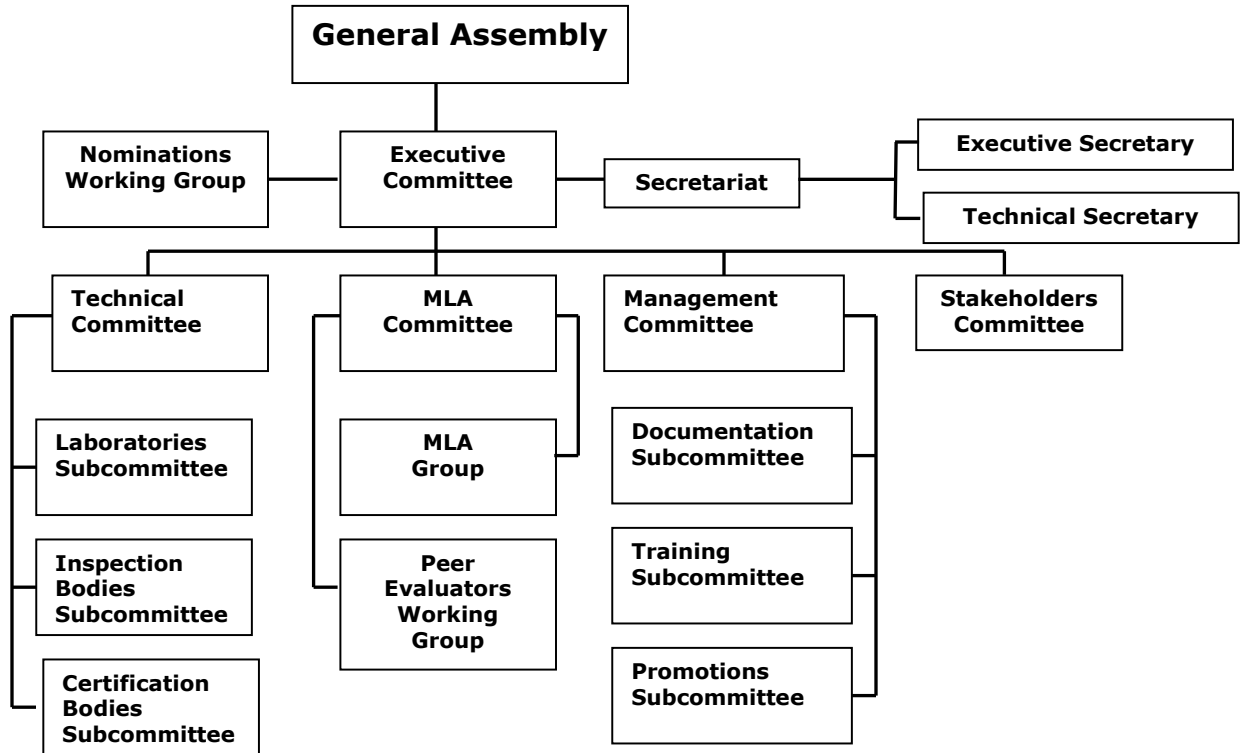 General Assembly
Nominations
Working Group
Executive
Committee
Secretariat
Executive Secretary
Technical Secretary
Technical
Committee
MLA
Committee
Management
Committee
Stakeholders
Committee
Laboratories
Subcommittee
MLA
Group
Documentation
Subcommittee
Inspection
Bodies
Subcommittee
Peer
Evaluators
Working
Group
Training
Subcommittee
Certification
Bodies
Subcommittee
Promotions
Subcommittee